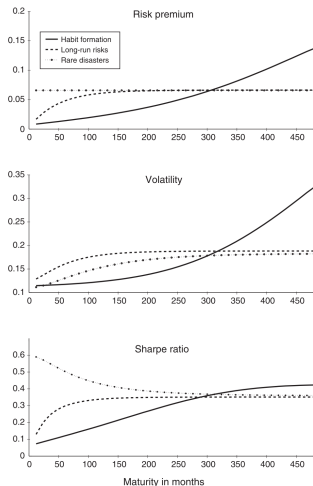 Risk premium
0.2
0.15
0.1
0.05
0
Habit formation
Long-run risks
Rare disasters
0 50 100 150 200 250 300 350 400 450
Volatility
0.35
0.3
0.25
0.2
0.15
0.1
0 50 100 150 200 250 300 350 400 450
Sharpe ratio
0.6
0.5
0.4
0.3
0.2
0.1
0
0 50 100 150 200 250 300 350 400 450
Maturity in months